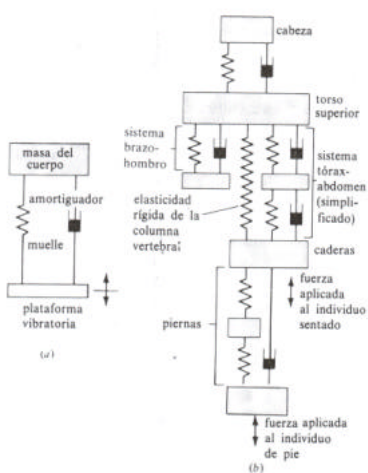 masa del
cuerpo
amortiguador
muelle
plataforma
vibratoria
(a)
cabeza
torso
superior
sistema
brazo-
hombro
sistema
tórax-
abdomen
(simpli-
ficado)
elasticidad
rígida de la
columna
vertebral
caderas
fuerza
aplicada
al individuo
sentado
piernas
fuerza aplicada
al individuo
de pie
(b)